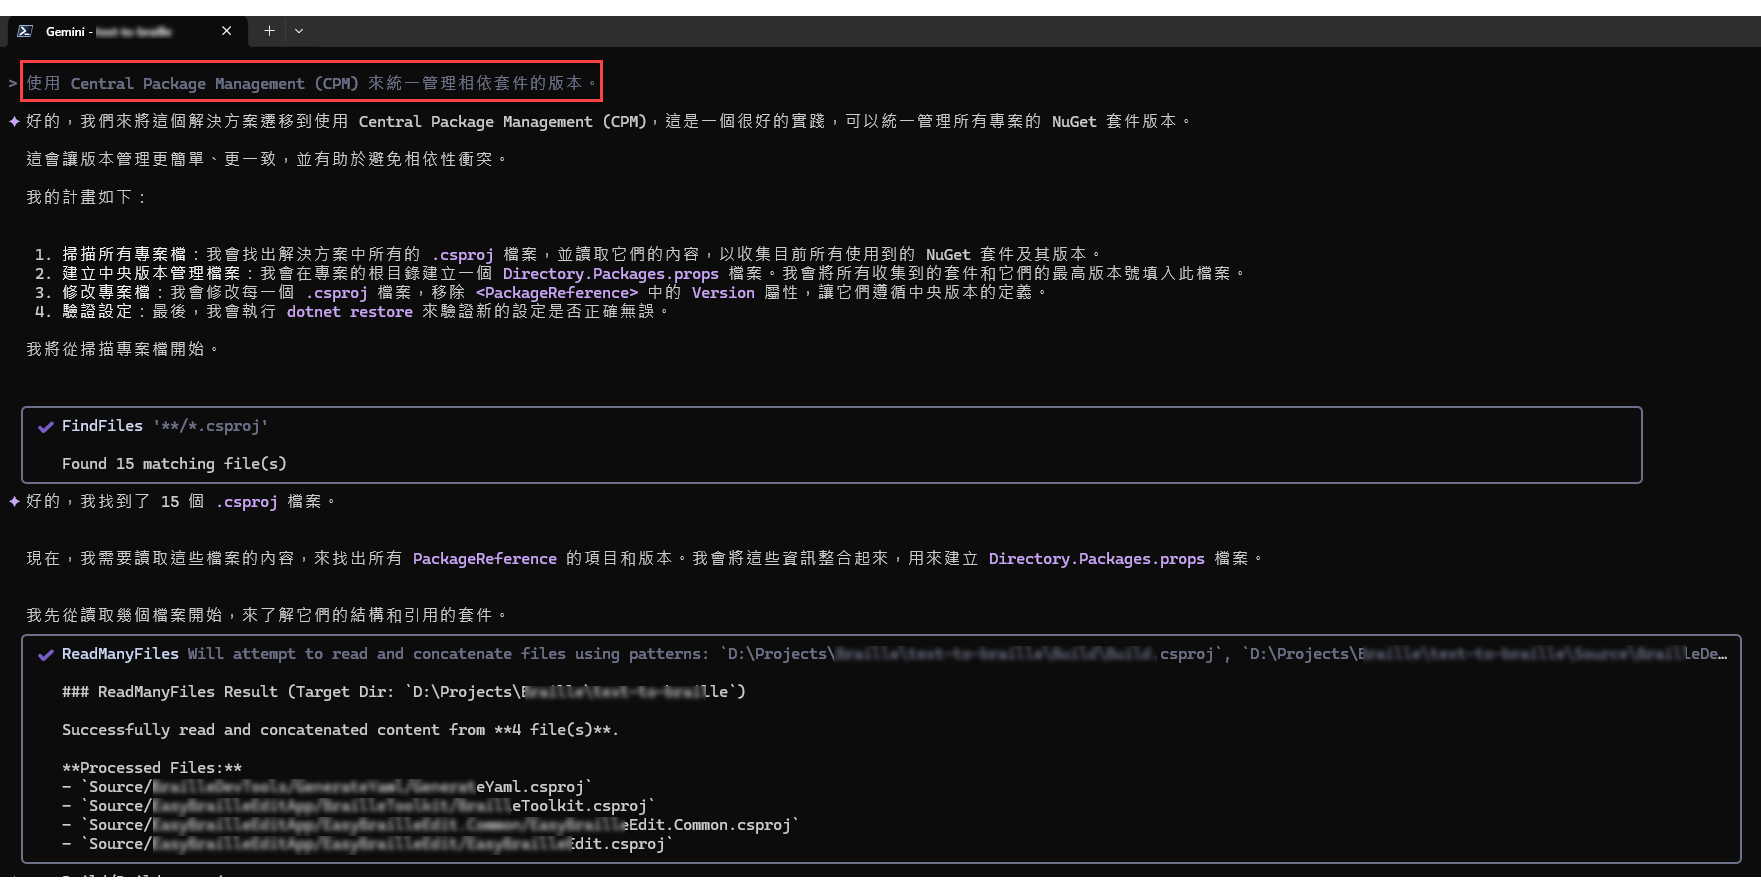 Gemini -
> 使用 Central Package Management (CPM) 來統一管理相依套件的版本。
✦ 好的，我們來將這個解決方案遷移到使用 Central Package Management (CPM)，這是一個很好的實踐，可以統一管理所有專案的 NuGet 套件版本。
這會讓版本管理更簡單、更一致，並有助於避免相依性衝突。
我的計畫如下：
1. 掃描所有專案檔：我會找出解決方案中所有的 .csproj 檔案，並讀取它們的內容，以收集目前所有使用到的 NuGet 套件及其版本。
2. 建立中央版本管理檔案：我會在專案的根目錄建立一個 Directory.Packages.props 檔案。我會將所有收集到的套件和它們的最高版本號填入此檔案。
3. 修改專案檔：我會修改每一個 .csproj 檔案，移除 <PackageReference> 中的 Version 屬性，讓它們遵循中央版本的定義。
4. 驗證設定：最後，我會執行 dotnet restore 來驗證新的設定是否正確無誤。
我將從掃描專案檔開始。
✔ FindFiles '**/*.csproj'
Found 15 matching file(s)
✦ 好的，我找到了 15 個 .csproj 檔案。
現在，我需要讀取這些檔案的內容，來找出所有 PackageReference 的項目和版本。我會將這些資訊整合起來，用來建立 Directory.Packages.props 檔案。
我先從讀取幾個檔案開始，來了解它們的結構和引用的套件。
✔ ReadManyFiles Will attempt to read and concatenate files using patterns: `D:\Projects\ .csproj`, `D:\Projects\ leDe…
### ReadManyFiles Result (Target Dir: `D:\Projects\ lle`)
Successfully read and concatenated content from **4 file(s)**.
**Processed Files:**
- `Source/ eYaml.csproj`
- `Source/ eToolkit.csproj`
- `Source/ Edit.Common.csproj`
- `Source/ Edit.csproj`